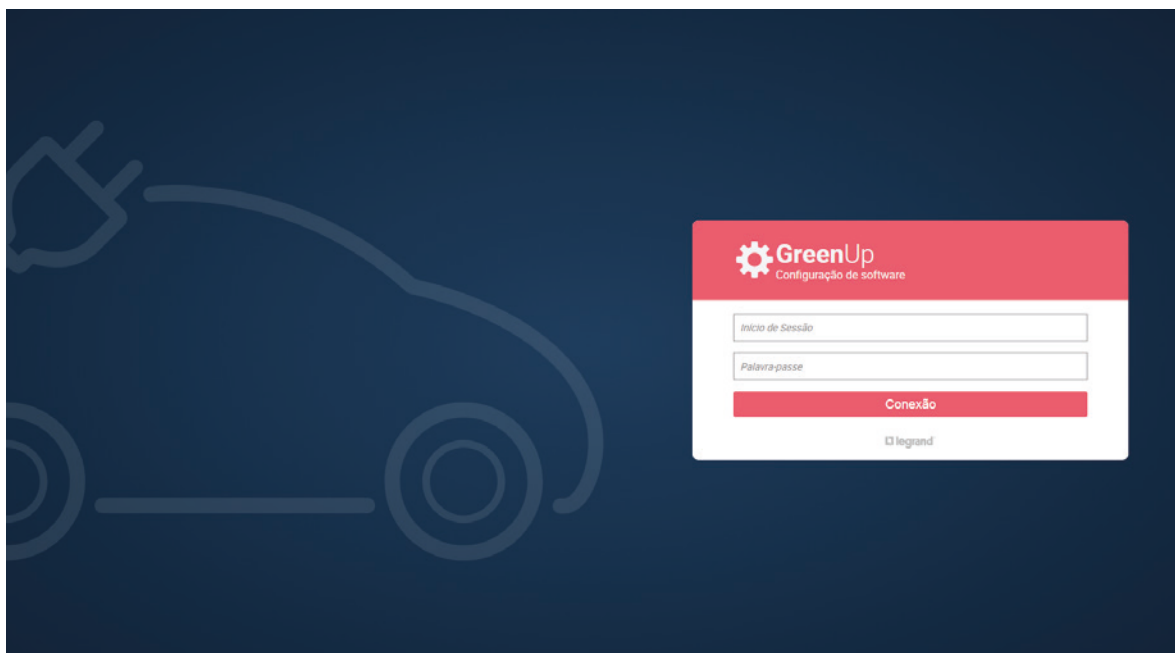 GreenUp
Configuração de software
Início de Sessão
Palavra-passe
Conexão
legrand